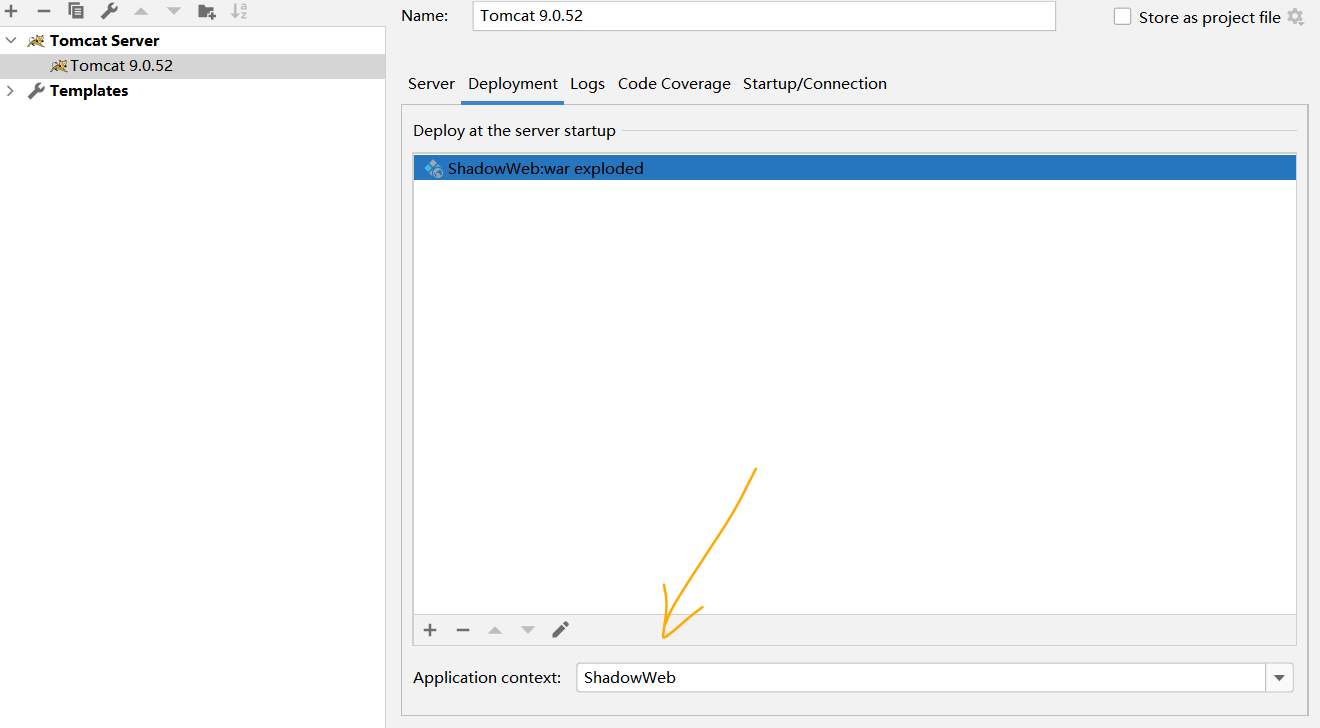 Name: Tomcat 9.0.52 Store as project file
Tomcat Server
Tomcat 9.0.52
Templates
Server Deployment Logs Code Coverage Startup/Connection
Deploy at the server startup
ShadowWeb:war exploded
Application context: ShadowWeb